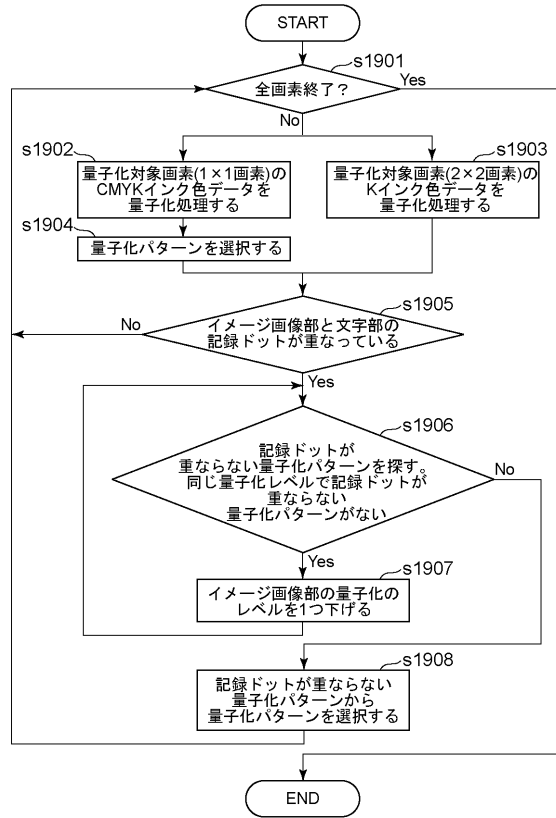 START
s1901
全画素終了?
Yes
No
s1902
量子化対象画素(1×1画素)の
CMYKインク色データを
量子化処理する
s1903
量子化対象画素(2×2画素)の
Kインク色データを
量子化処理する
s1904
量子化パターンを選択する
s1905
No
イメージ画像部と文字部の
記録ドットが重なっている
Yes
s1906
記録ドットが
重ならない量子化パターンを探す。
同じ量子化レベルで記録ドットが
重ならない
量子化パターンがない
No
Yes
s1907
イメージ画像部の量子化の
レベルを1つ下げる
s1908
記録ドットが重ならない
量子化パターンから
量子化パターンを選択する
END